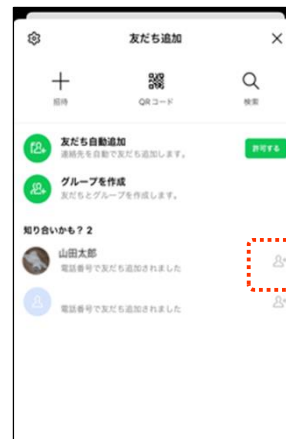 友だち追加
招待
QRコード
検索
友だち自動追加
連絡先を自動で友だち追加します。
許可する
グループを作成
友だちとグループを作成します。
知り合いかも？2
山田太郎
電話番号で友だち追加されました
電話番号で友だち追加されました